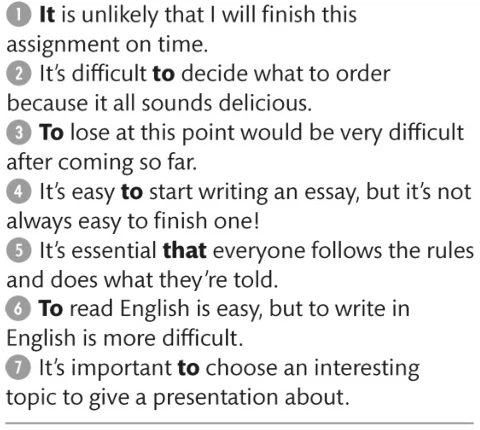 1 It is unlikely that I will finish this
assignment on time.
2 It's difficult to decide what to order
because it all sounds delicious.
3 To lose at this point would be very difficult
after coming so far.
4 It's easy to start writing an essay, but it's not
always easy to finish one!
5 It's essential that everyone follows the rules
and does what they're told.
6 To read English is easy, but to write in
English is more difficult.
7 It's important to choose an interesting
topic to give a presentation about.